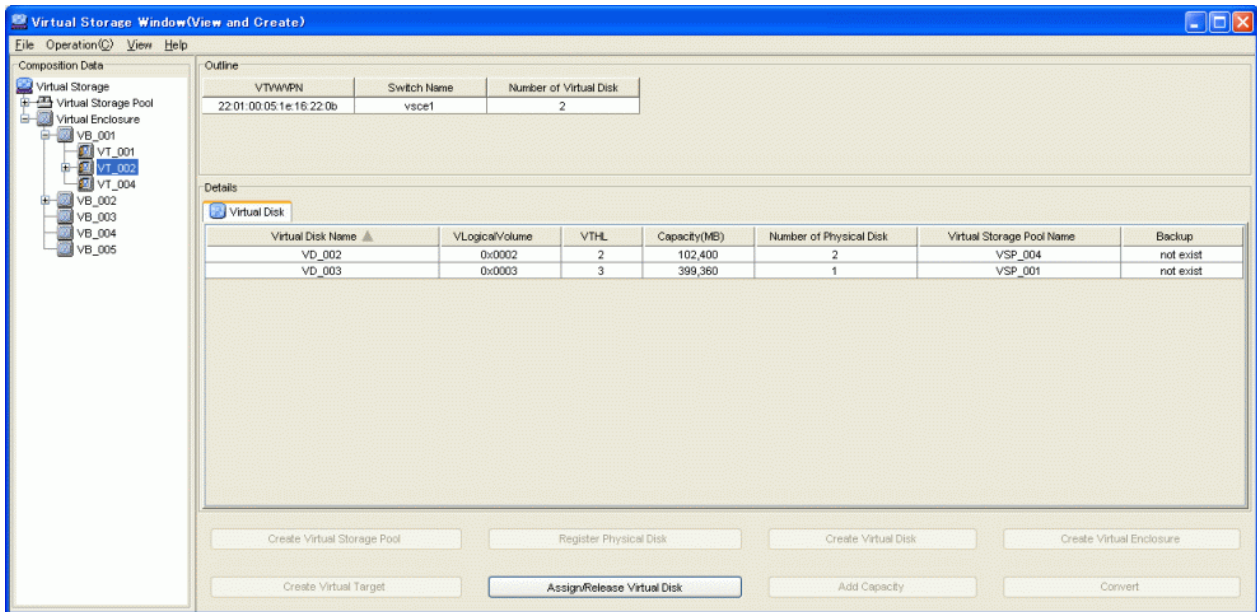 Virtual Storage Window(View and Create)
File Operation(C) View Help
Composition Data
Virtual Storage
Virtual Storage Pool
Virtual Enclosure
VB_001
VT_001
VT_002
VT_004
VB_002
VB_003
VB_004
VB_005
Outline
VTWWPN Switch Name Number of Virtual Disk
22:01:00:05:1e:16:22:0b vsce1 2
Details
Virtual Disk
Virtual Disk Name VLogicalVolume VTHL Capacity(MB) Number of Physical Disk Virtual Storage Pool Name Backup
VD_002 0x0002 2 102,400 2 VSP_004 not exist
VD_003 0x0003 3 399,360 1 VSP_001 not exist
Create Virtual Storage Pool Register Physical Disk Create Virtual Disk Create Virtual Enclosure
Create Virtual Target Assign/Release Virtual Disk Add Capacity Convert